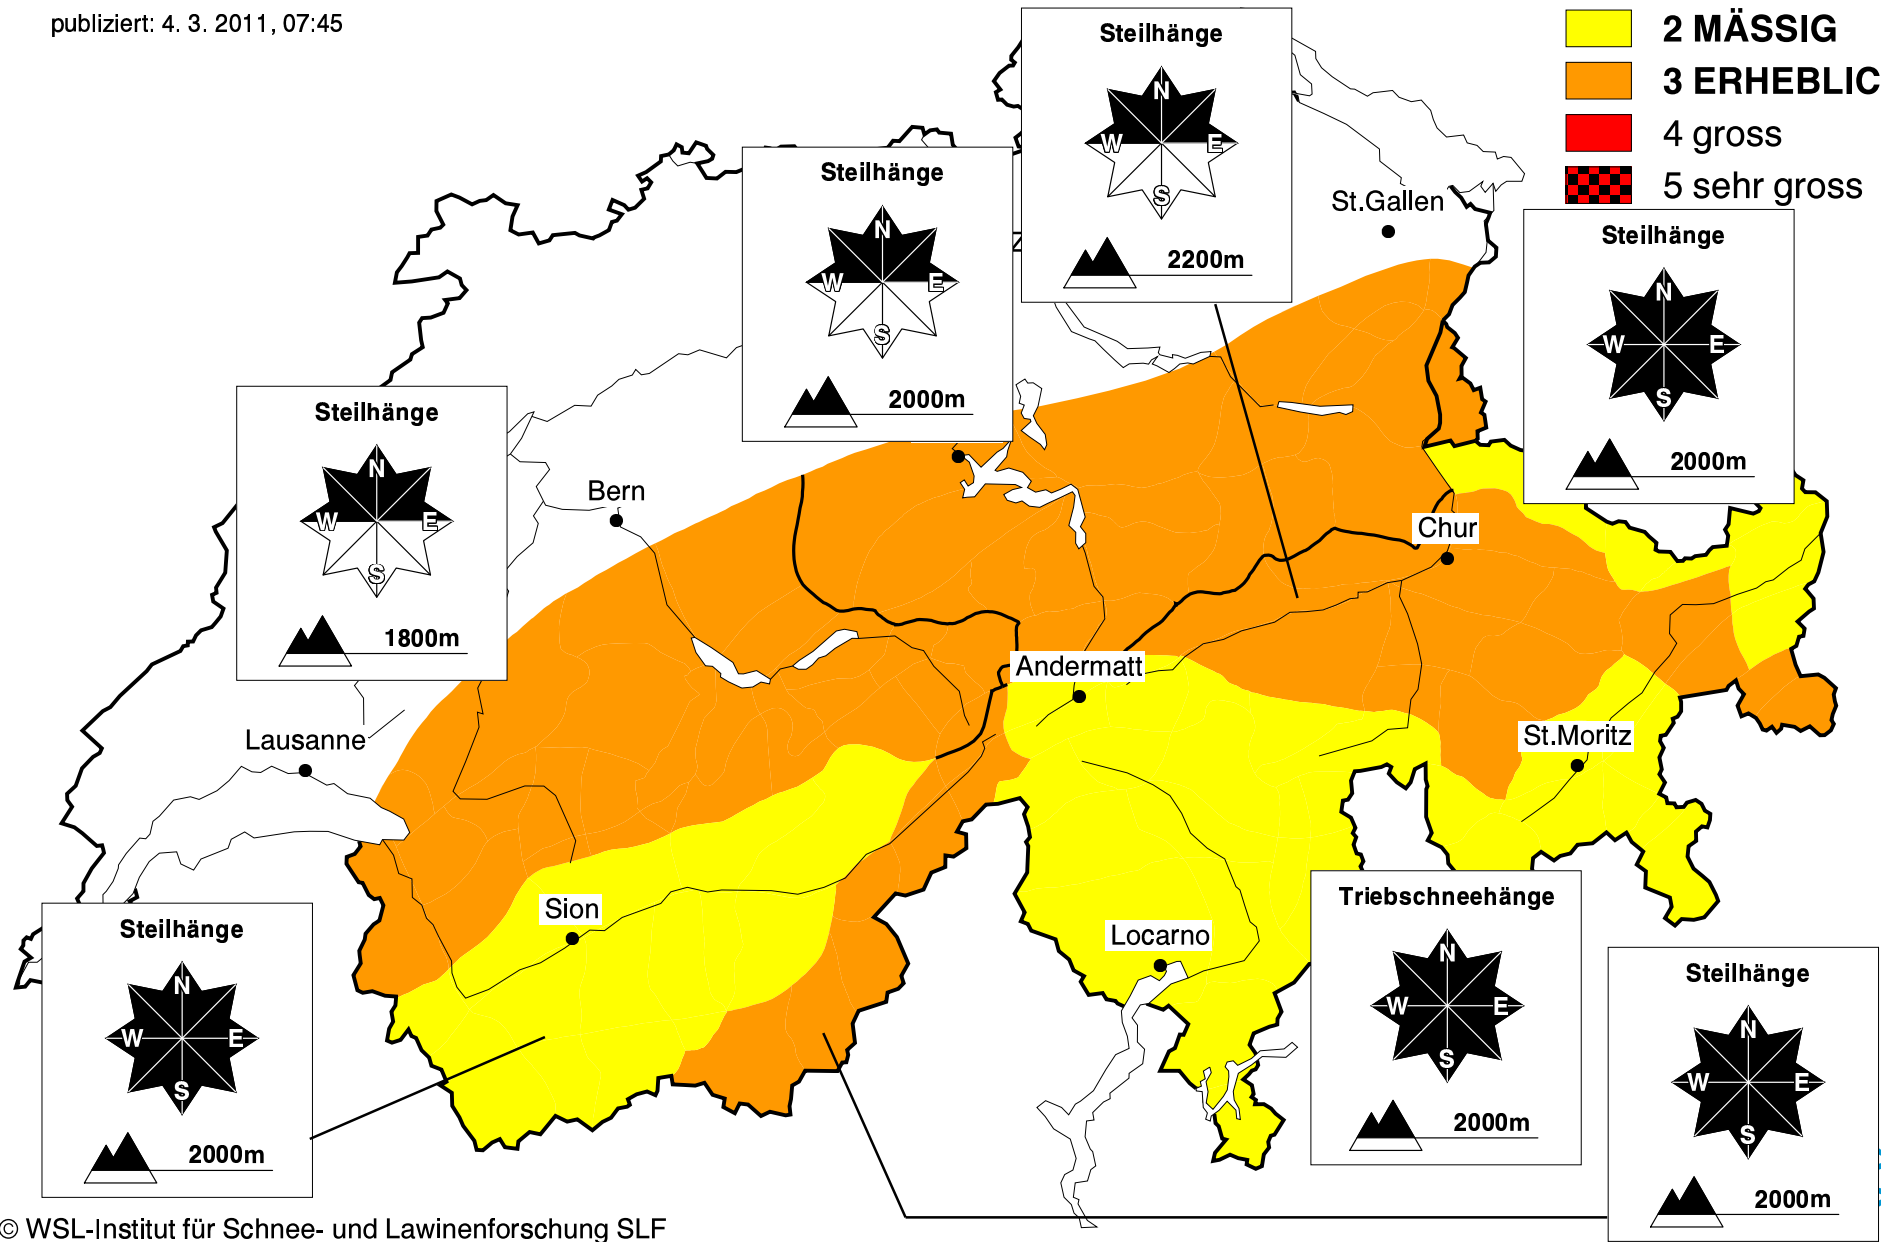 publiziert: 4. 3. 2011, 07:45
2 MÄSSIG
3 ERHEBLIC
4 gross
5 sehr gross
Steilhänge
N
W E
S
2200m
Steilhänge
N
W E
S
2000m
St.Gallen
Steilhänge
N
W E
S
2000m
Steilhänge
N
W E
S
1800m
Bern
Chur
Andermatt
Lausanne
St.Moritz
Sion
Locarno
Steilhänge
N
W E
S
2000m
Triebschneehänge
N
W E
S
2000m
Steilhänge
N
W E
S
2000m
© WSL-Institut für Schnee- und Lawinenforschung SLF